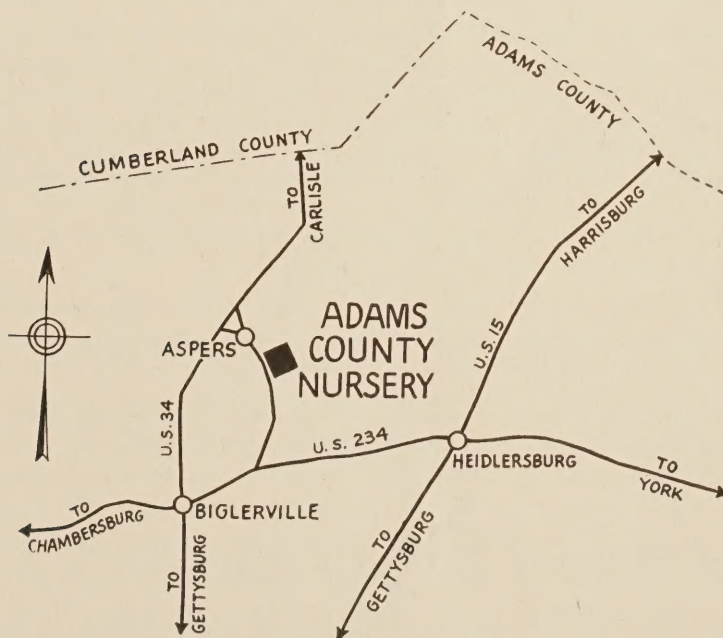 ADAMS COUNTY
CUMBERLAND COUNTY
TO
CARLISLE
TO
HARRISBURG
ADAMS
COUNTY
NURSERY
ASPERS
U.S. 15
U.S. 34
U.S. 234
HEIDLERSBURG
TO
YORK
TO
CHAMBERSBURG
BIGLERVILLE
TO
GETTYSBURG
TO
GETTYSBURG